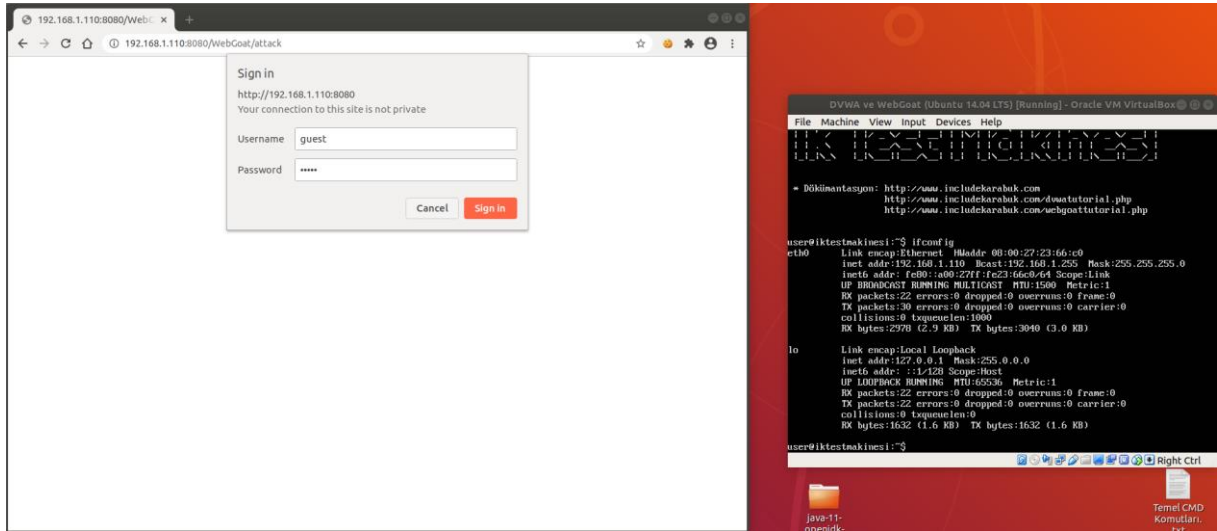 192.168.1.110:8080/WebG
192.168.1.110:8080/WebGoat/attack
Sign in
http://192.168.1.110:8080
Your connection to this site is not private
Username guest
Password •••••
Cancel Sign in
DVWA ve WebGoat (Ubuntu 14.04 LTS) [Running] - Oracle VM VirtualBox
File Machine View Input Devices Help
* Dökümantasyon: http://www.includekarabuk.com
http://www.includekarabuk.com/dvwatutorial.php
http://www.includekarabuk.com/webgoattutorial.php
user@iktestmakinesi:~$ ifconfig
eth0 Link encap:Ethernet HWaddr 08:00:27:23:66:c0
inet addr:192.168.1.110 Bcast:192.168.1.255 Mask:255.255.255.0
inet6 addr: fe80::a00:27ff:fe23:66c0/64 Scope:Link
UP BROADCAST RUNNING MULTICAST MTU:1500 Metric:1
RX packets:22 errors:0 dropped:0 overruns:0 frame:0
TX packets:30 errors:0 dropped:0 overruns:0 carrier:0
collisions:0 txqueuelen:1000
RX bytes:2978 (2.9 KB) TX bytes:3040 (3.0 KB)
lo Link encap:Local Loopback
inet addr:127.0.0.1 Mask:255.0.0.0
inet6 addr: ::1/128 Scope:Host
UP LOOPBACK RUNNING MTU:65536 Metric:1
RX packets:22 errors:0 dropped:0 overruns:0 frame:0
TX packets:22 errors:0 dropped:0 overruns:0 carrier:0
collisions:0 txqueuelen:0
RX bytes:1632 (1.6 KB) TX bytes:1632 (1.6 KB)
user@iktestmakinesi:~$
Right Ctrl
java-11-
openjdk-
Temel CMD
Komutları.
txt